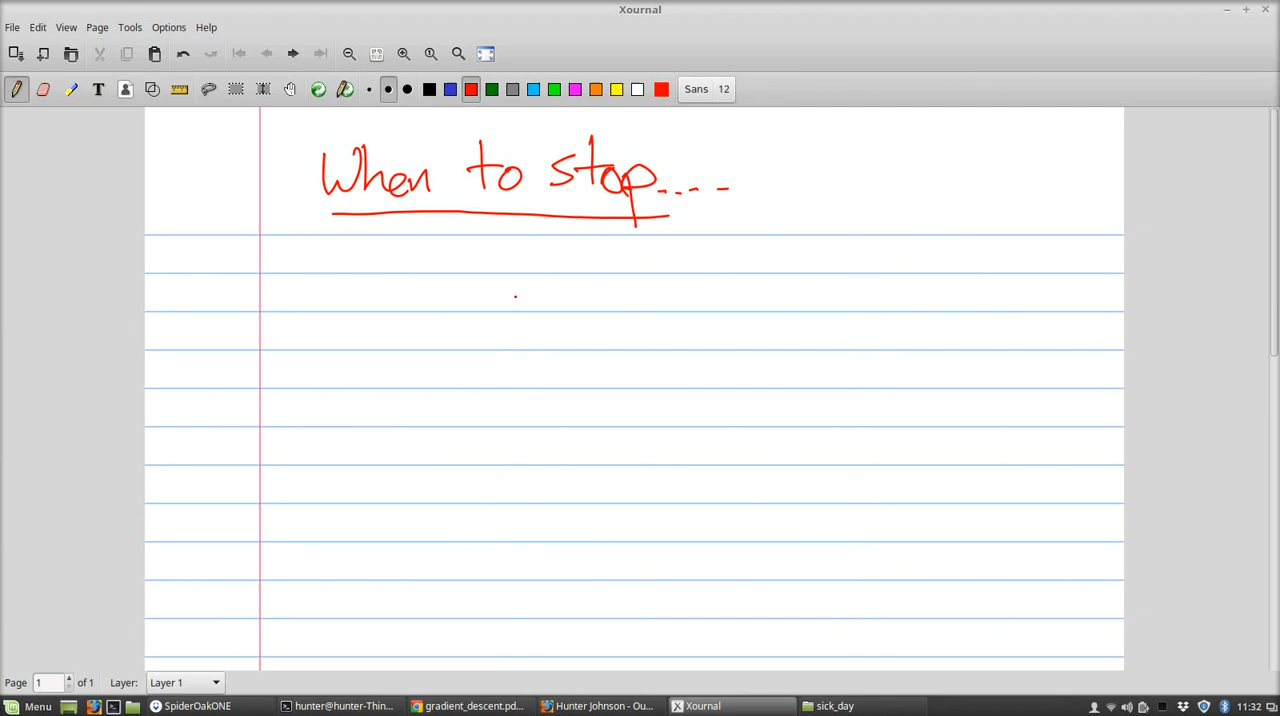 Xournal
File Edit View Page Tools Options Help
T Sans 12
When to stop....
Page 1 of 1 Layer: Layer 1
Menu SpiderOakONE hunter@hunter-Thin... gradient_descent.pd... Hunter Johnson - Ou... Xournal sick_day 11:32